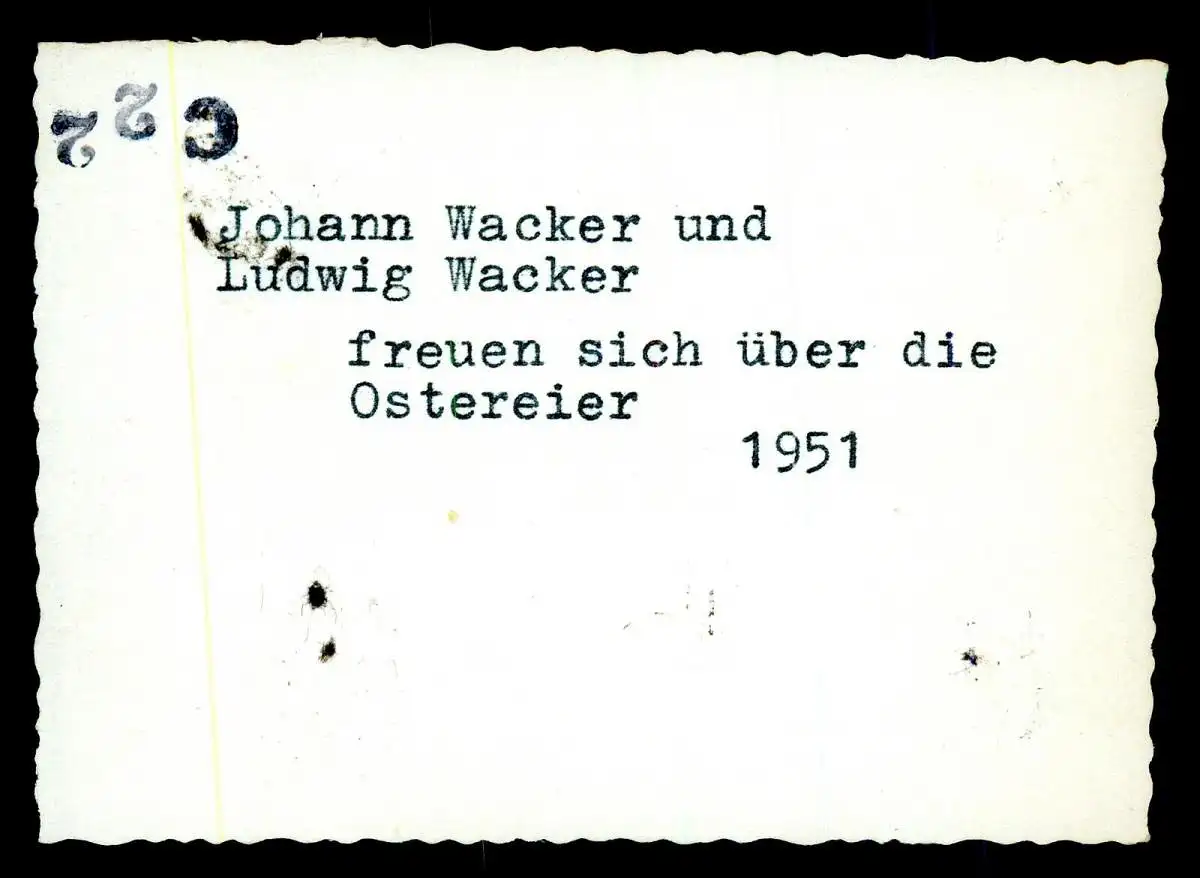 Johann Wacker und
Ludwig Wacker
freuen sich über die
Ostereier
1951